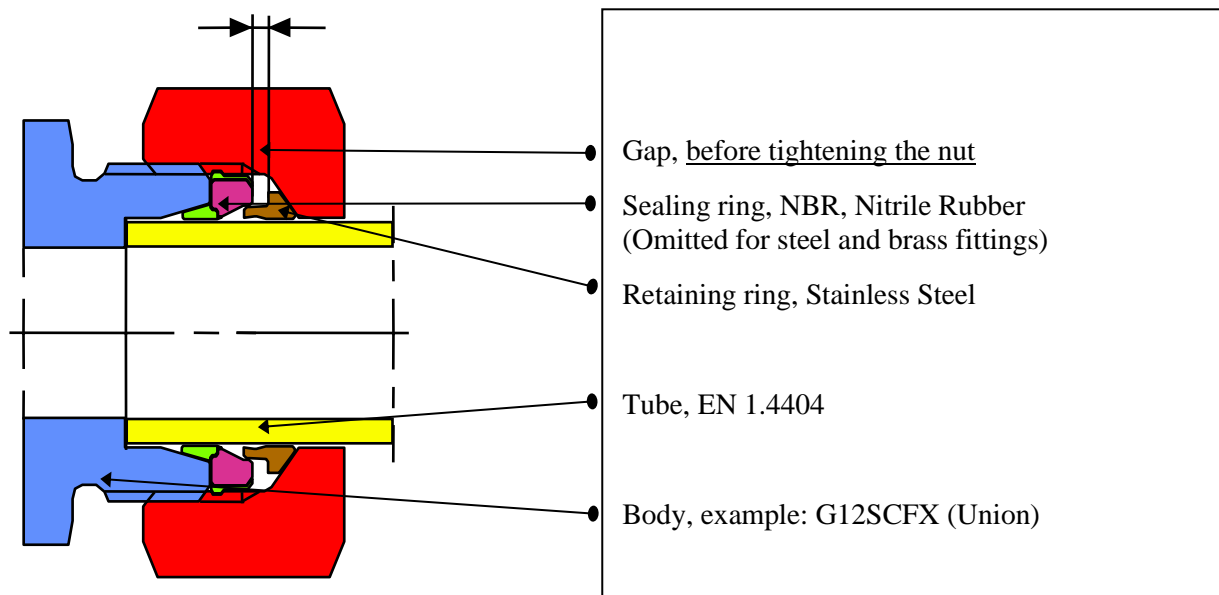 Gap, before tightening the nut
Sealing ring, NBR, Nitrile Rubber
(Omitted for steel and brass fittings)
Retaining ring, Stainless Steel
Tube, EN 1.4404
Body, example: G12SCFX (Union)